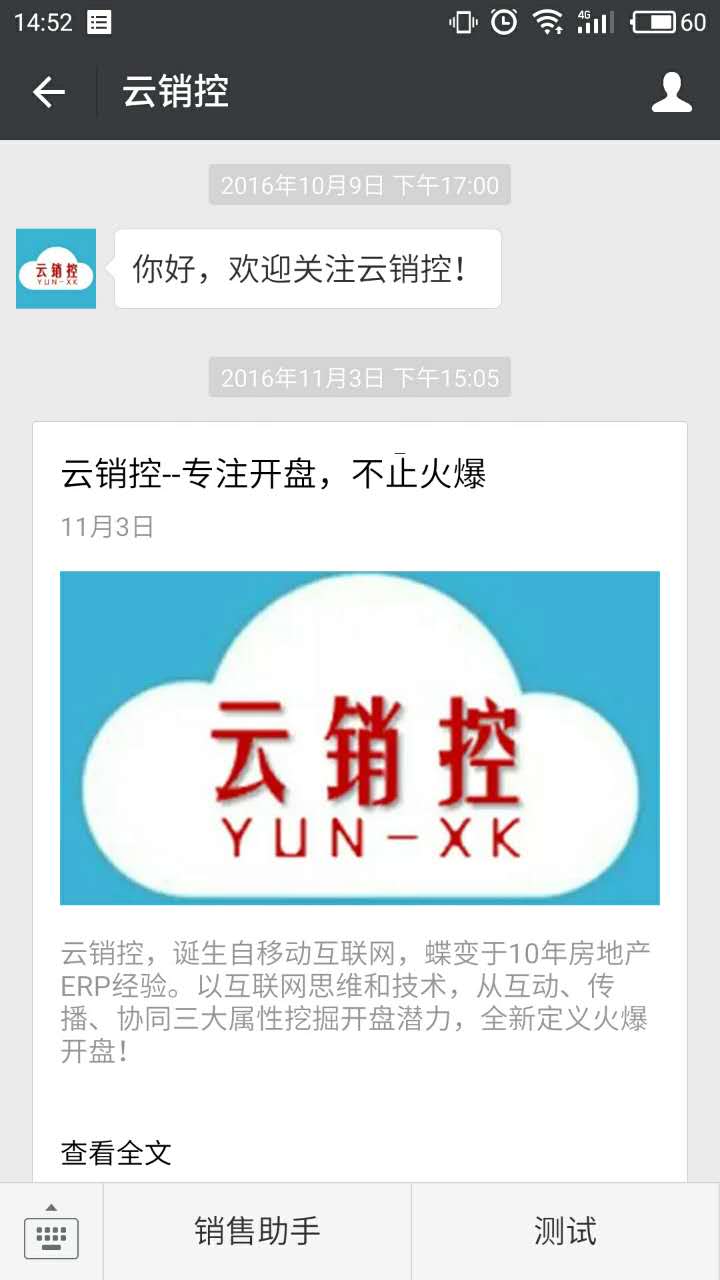 14:52
4G
60
云销控
2016年10月9日 下午17:00
云销控
YUN-XK
你好，欢迎关注云销控！
2016年11月3日 下午15:05
云销控--专注开盘，不止火爆
11月3日
云销控
YUN-XK
云销控，诞生自移动互联网，蝶变于10年房地产
ERP经验。以互联网思维和技术，从互动、传
播、协同三大属性挖掘开盘潜力，全新定义火爆
开盘！
查看全文
销售助手
测试